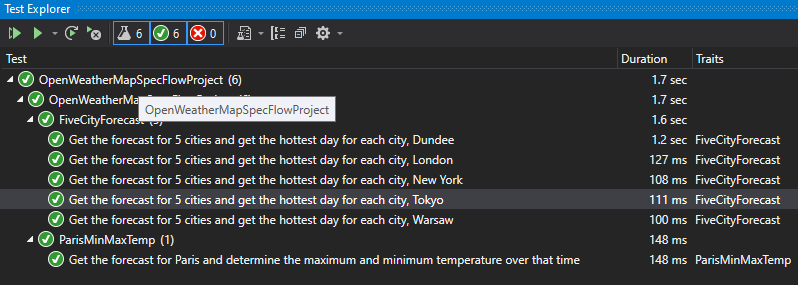 Test Explorer
6 6 0
Test Duration Traits
OpenWeatherMapSpecFlowProject (6) 1.7 sec
OpenWeatherMapSpecFlowProject 1.7 sec
OpenWeatherMapSpecFlowProject
FiveCityForecast 1.6 sec
Get the forecast for 5 cities and get the hottest day for each city, Dundee 1.2 sec FiveCityForecast
Get the forecast for 5 cities and get the hottest day for each city, London 127 ms FiveCityForecast
Get the forecast for 5 cities and get the hottest day for each city, New York 108 ms FiveCityForecast
Get the forecast for 5 cities and get the hottest day for each city, Tokyo 111 ms FiveCityForecast
Get the forecast for 5 cities and get the hottest day for each city, Warsaw 100 ms FiveCityForecast
ParisMinMaxTemp (1) 148 ms
Get the forecast for Paris and determine the maximum and minimum temperature over that time 148 ms ParisMinMaxTemp